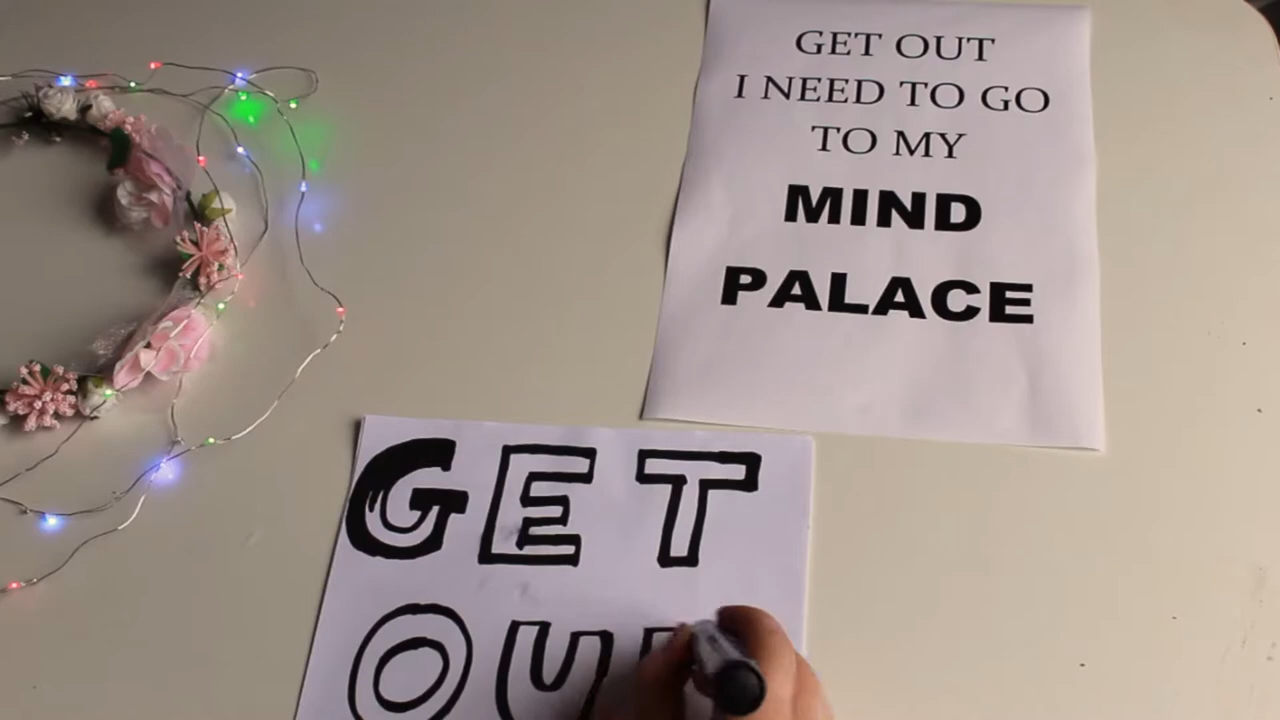 GET OUT
I NEED TO GO
TO MY
MIND
PALACE
GET
OU